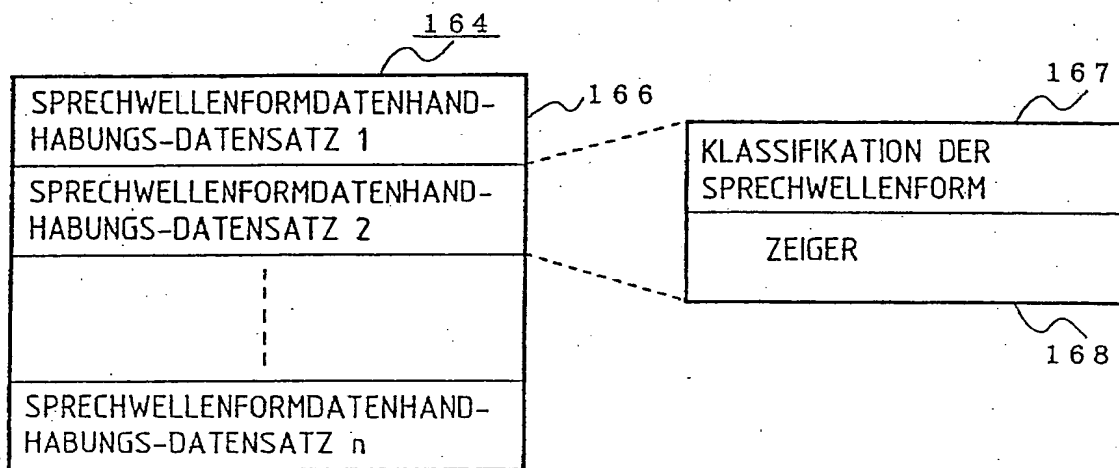 164
SPRECHWELLENFORMDATENHAND-
HABUNGS-DATENSATZ 1
166
SPRECHWELLENFORMDATENHAND-
HABUNGS-DATENSATZ 2
SPRECHWELLENFORMDATENHAND-
HABUNGS-DATENSATZ n
167
KLASSIFIKATION DER
SPRECHWELLENFORM
ZEIGER
168